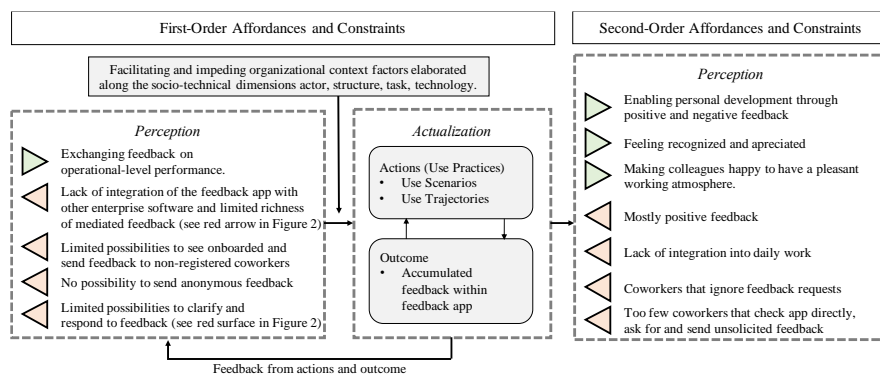 First-Order Affordances and Constraints
Second-Order Affordances and Constraints
Facilitating and impeding organizational context factors elaborated
along the socio-technical dimensions actor, structure, task, technology.
Perception
Exchanging feedback on
operational-level performance.
Lack of integration of the feedback app with
other enterprise software and limited richness
of mediated feedback (see red arrow in Figure 2)
Limited possibilities to see onboarded and
send feedback to non-registered coworkers
No possibility to send anonymous feedback
Limited possibilities to clarify and
respond to feedback (see red surface in Figure 2)
Actualization
Actions (Use Practices)
• Use Scenarios
• Use Trajectories
Outcome
• Accumulated
feedback within
feedback app
Perception
Enabling personal development through
positive and negative feedback
Feeling recognized and apreciated
Making colleagues happy to have a pleasant
working atmosphere.
Mostly positive feedback
Lack of integration into daily work
Coworkers that ignore feedback requests
Too few coworkers that check app directly,
ask for and send unsolicited feedback
Feedback from actions and outcome